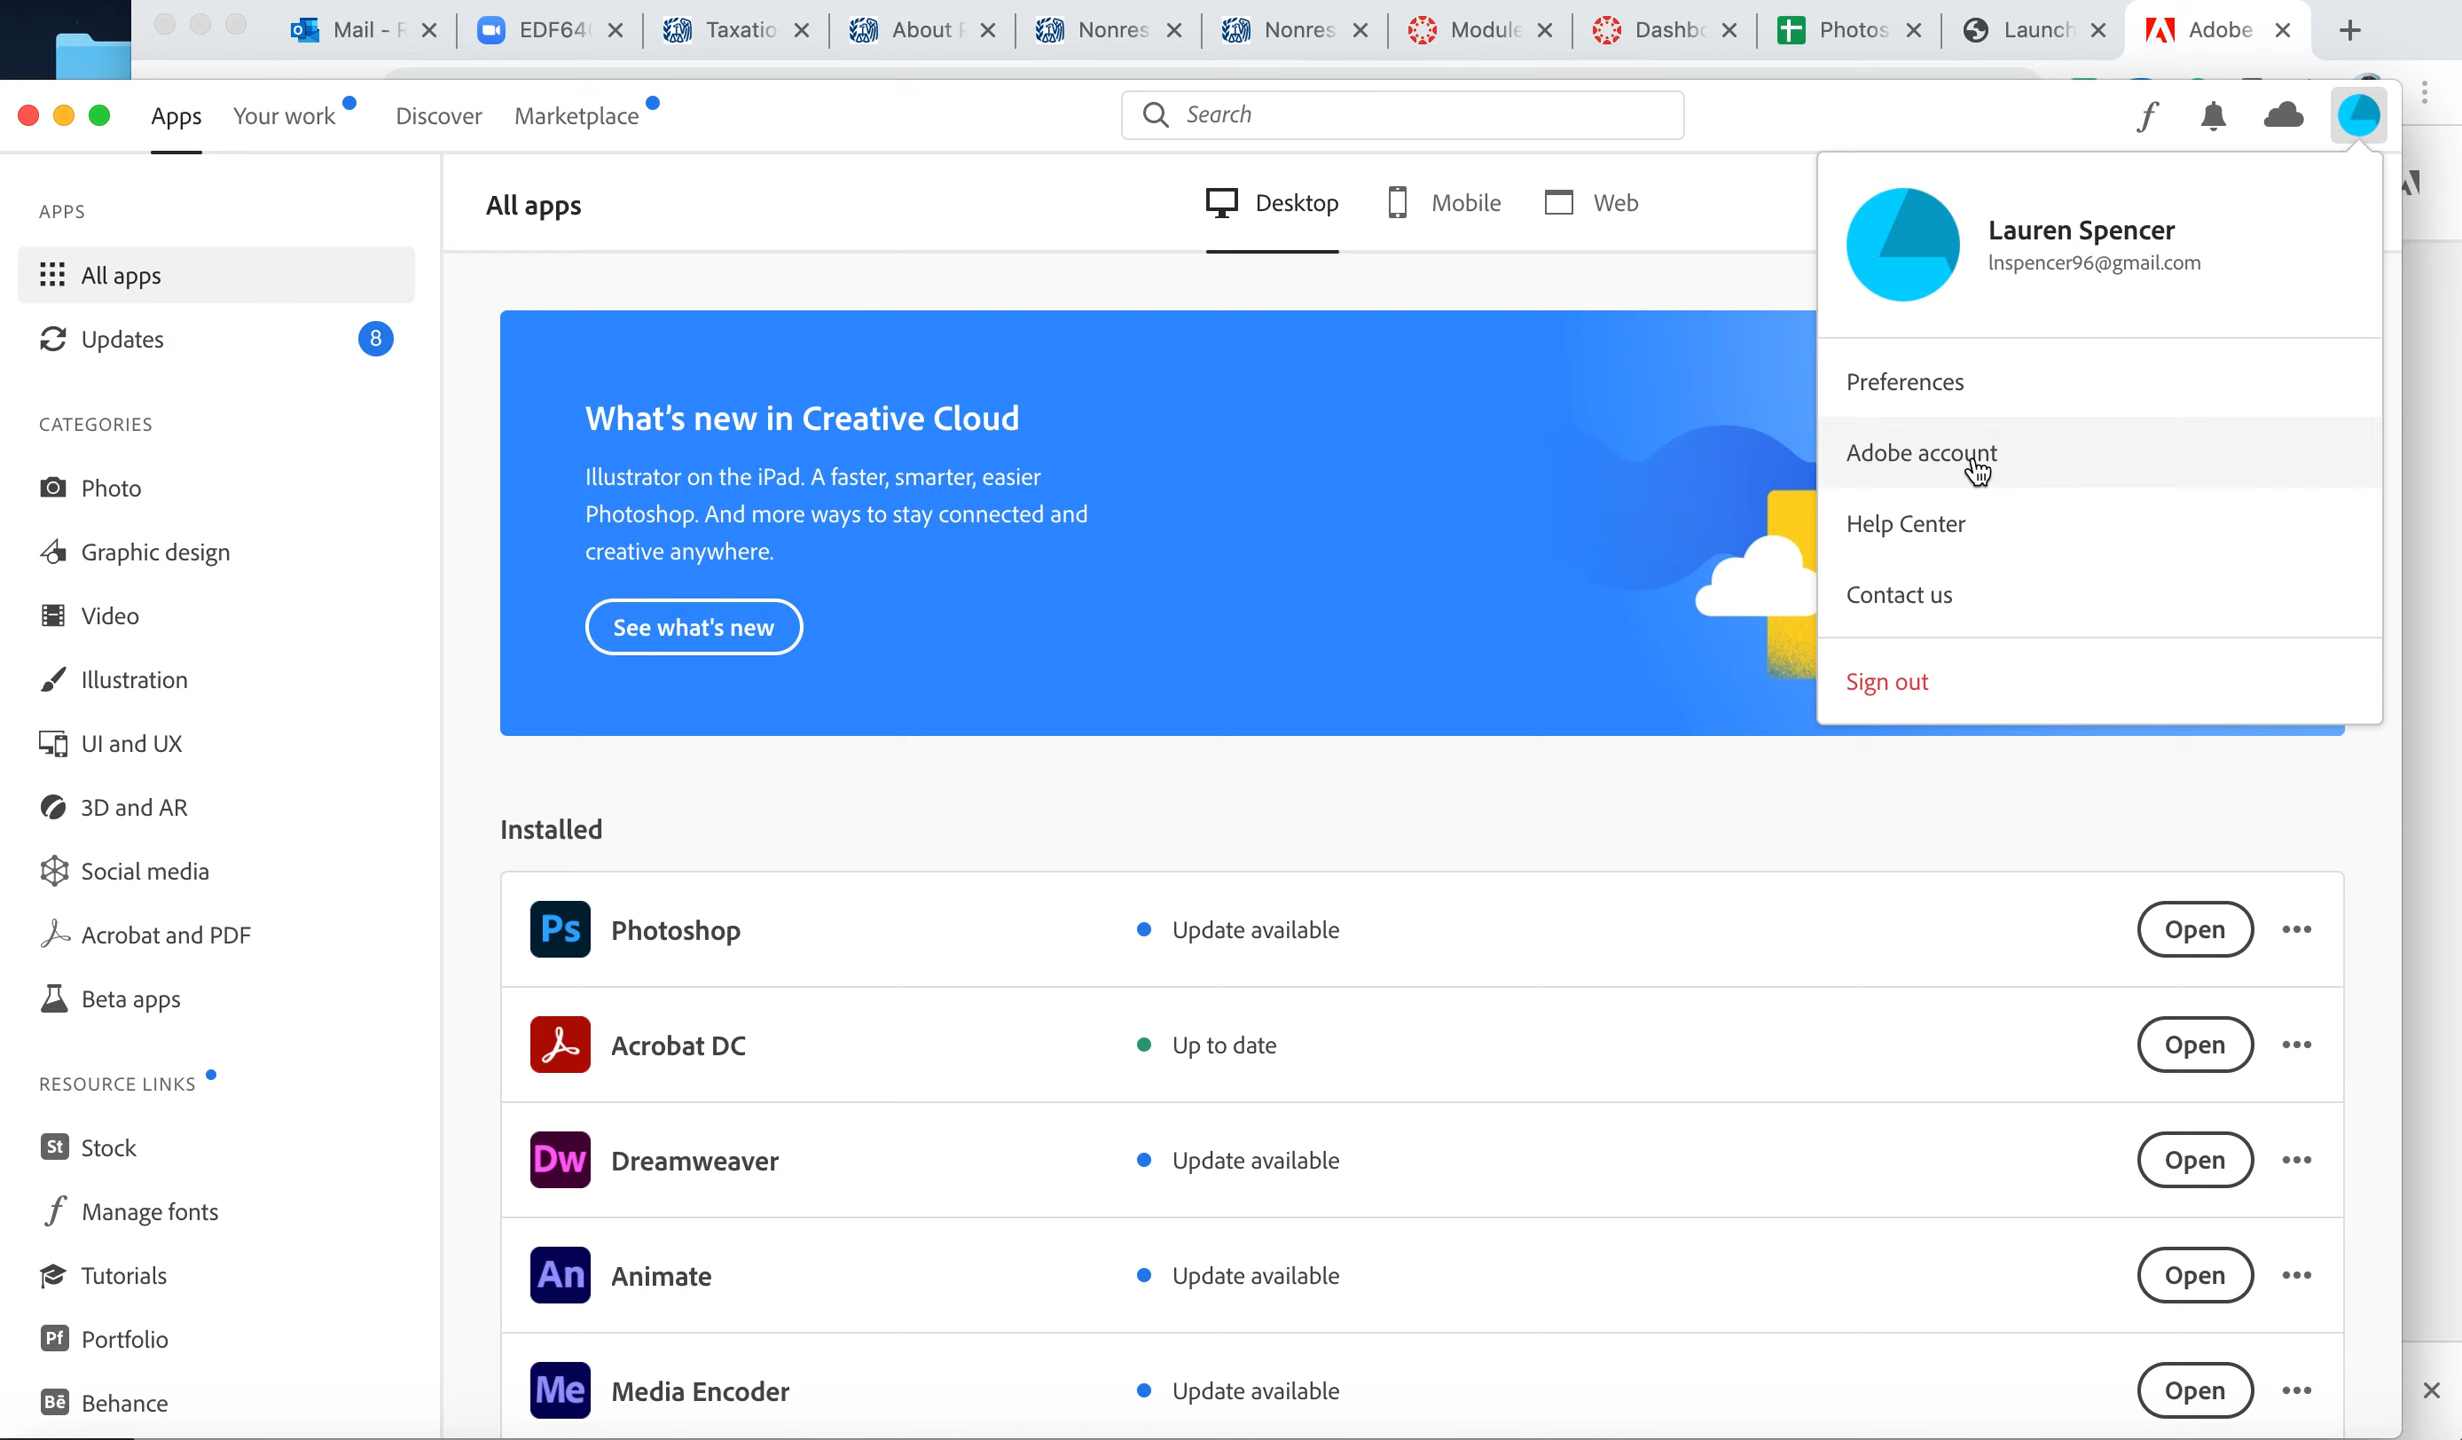 Mail - R
EDF64
Taxatio
About
Nonres
Nonres
Module
Dashbo
Photos
Launch
Adobe
Apps
Your work
Discover
Marketplace
Search
APPS
All apps
Updates
8
CATEGORIES
Photo
Graphic design
Video
Illustration
UI and UX
3D and AR
Social media
Acrobat and PDF
Beta apps
RESOURCE LINKS
St Stock
Manage fonts
Tutorials
Pf Portfolio
Bē Behance
All apps
Desktop
Mobile
Web
What's new in Creative Cloud
Illustrator on the iPad. A faster, smarter, easier
Photoshop. And more ways to stay connected and
creative anywhere.
See what's new
Lauren Spencer
lnspencer96@gmail.com
Preferences
Adobe account
Help Center
Contact us
Sign out
Installed
Ps Photoshop Update available Open
Acrobat DC Up to date Open
Dw Dreamweaver Update available Open
An Animate Update available Open
Me Media Encoder Update available Open